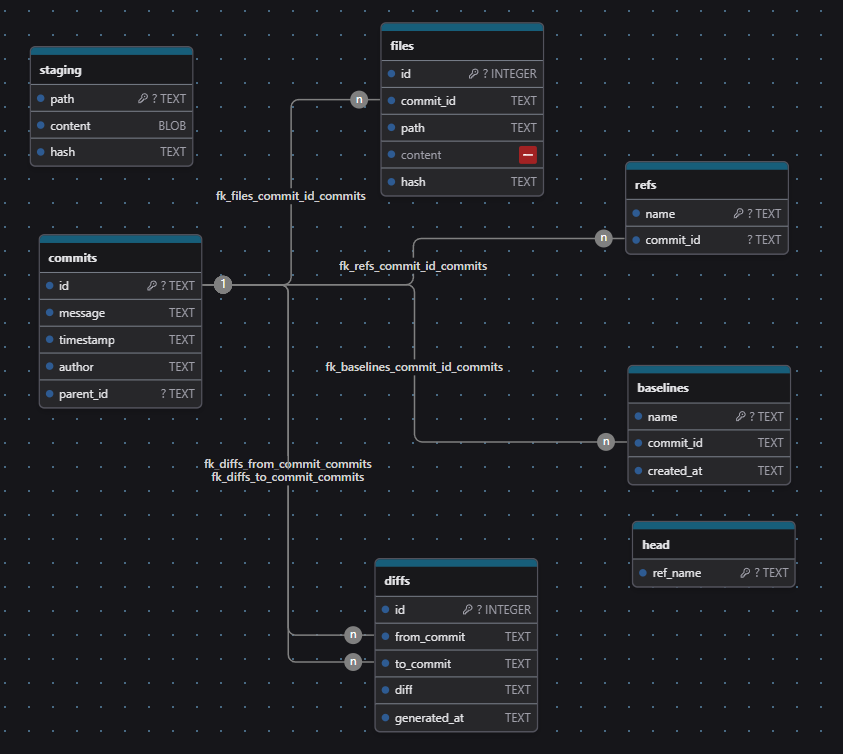 staging
path ? TEXT
content BLOB
hash TEXT
files
id ? INTEGER
commit_id TEXT
path TEXT
content
hash TEXT
fk_files_commit_id_commits
refs
name ? TEXT
commit_id ? TEXT
commits
id ? TEXT
message TEXT
timestamp TEXT
author TEXT
parent_id ? TEXT
1
n
n
fk_refs_commit_id_commits
fk_baselines_commit_id_commits
baselines
name ? TEXT
commit_id TEXT
created_at TEXT
n
fk_diffs_from_commit_commits
fk_diffs_to_commit_commits
head
ref_name ? TEXT
diffs
id ? INTEGER
from_commit TEXT
to_commit TEXT
diff TEXT
generated_at TEXT
n
n